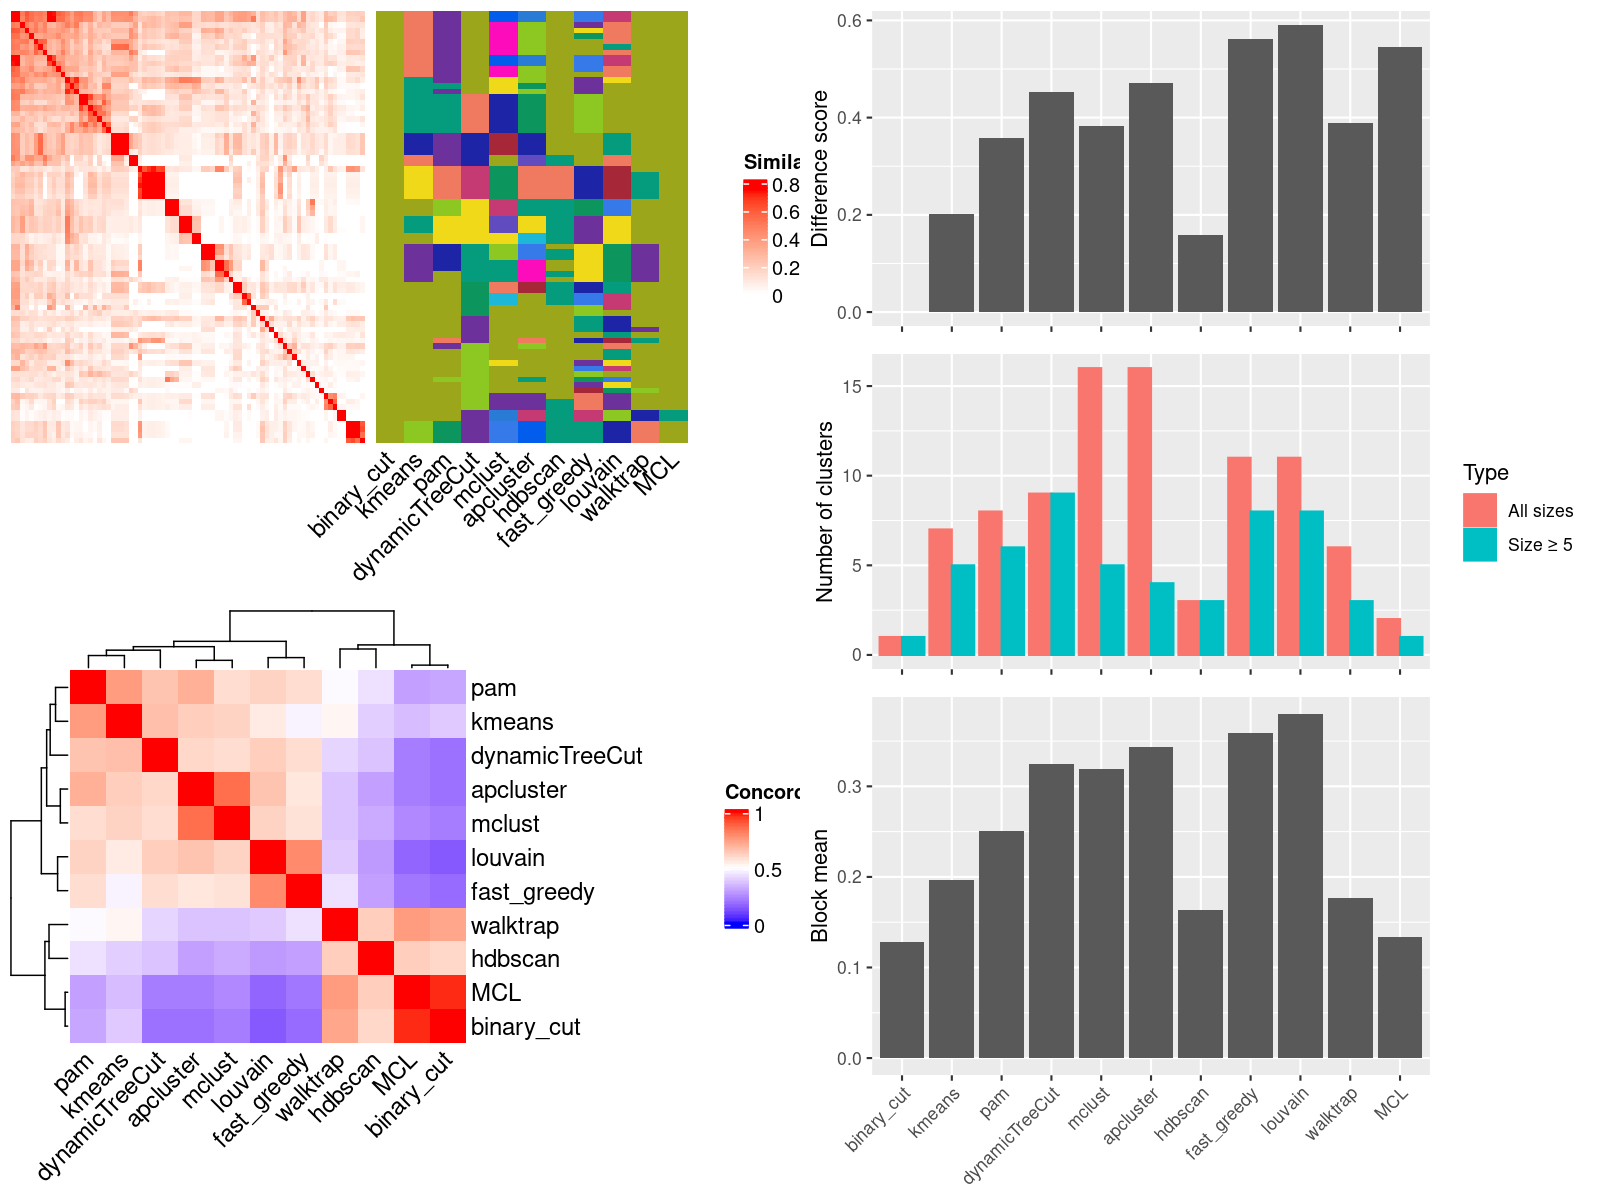 Simila
0.8
0.6
0.4
0.2
0
binary_cut
kmeans
pam
dynamicTreeCut
mclust
apcluster
hdbscan
fast_greedy
louvain
walktrap
MCL
pam
kmeans
dynamicTreeCut
apcluster
mclust
louvain
fast_greedy
walktrap
hdbscan
MCL
binary_cut
pam
kmeans
dynamicTreeCut
apcluster
mclust
louvain
fast_greedy
walktrap
hdbscan
MCL
binary_cut
Concord
1
0.5
0
Difference score
0.6
0.4
0.2
0.0
Number of clusters
15
10
5
0
Type
All sizes
Size ≥ 5
Block mean
0.3
0.2
0.1
0.0
binary_cut
kmeans
pam
dynamicTreeCut
mclust
apcluster
hdbscan
fast_greedy
louvain
walktrap
MCL